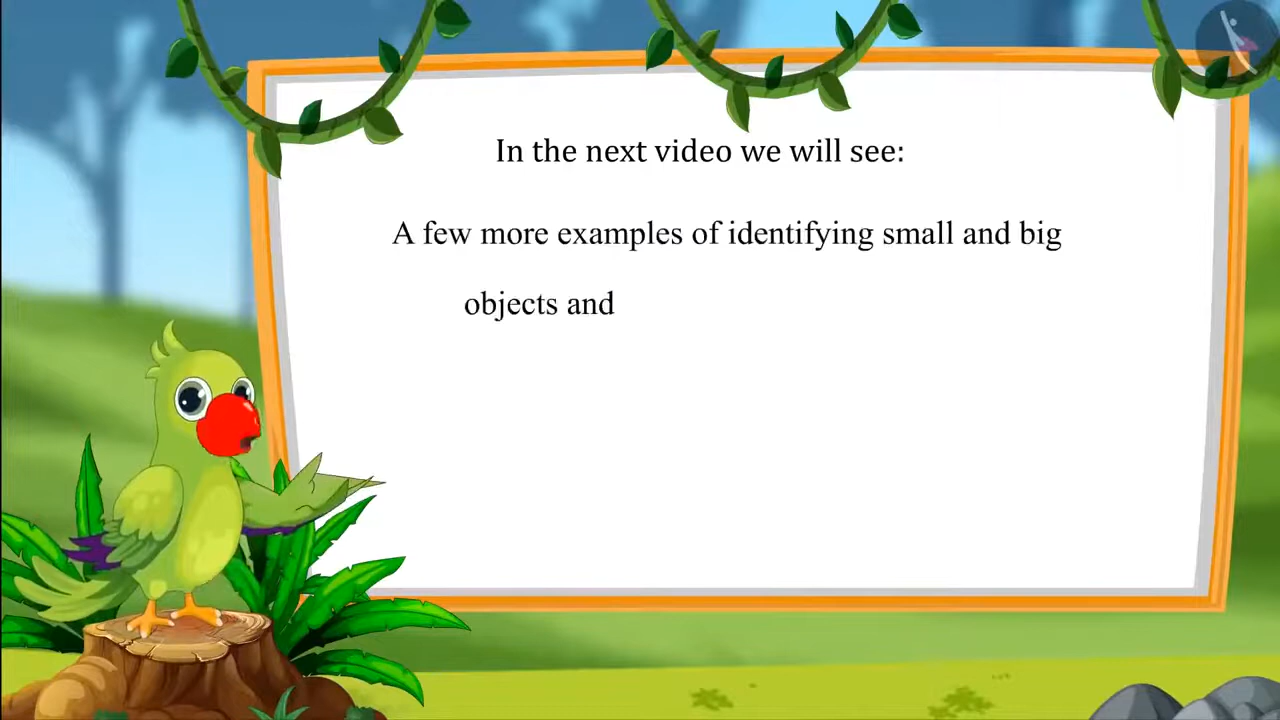 In the next video we will see:
A few more examples of identifying small and big
objects and